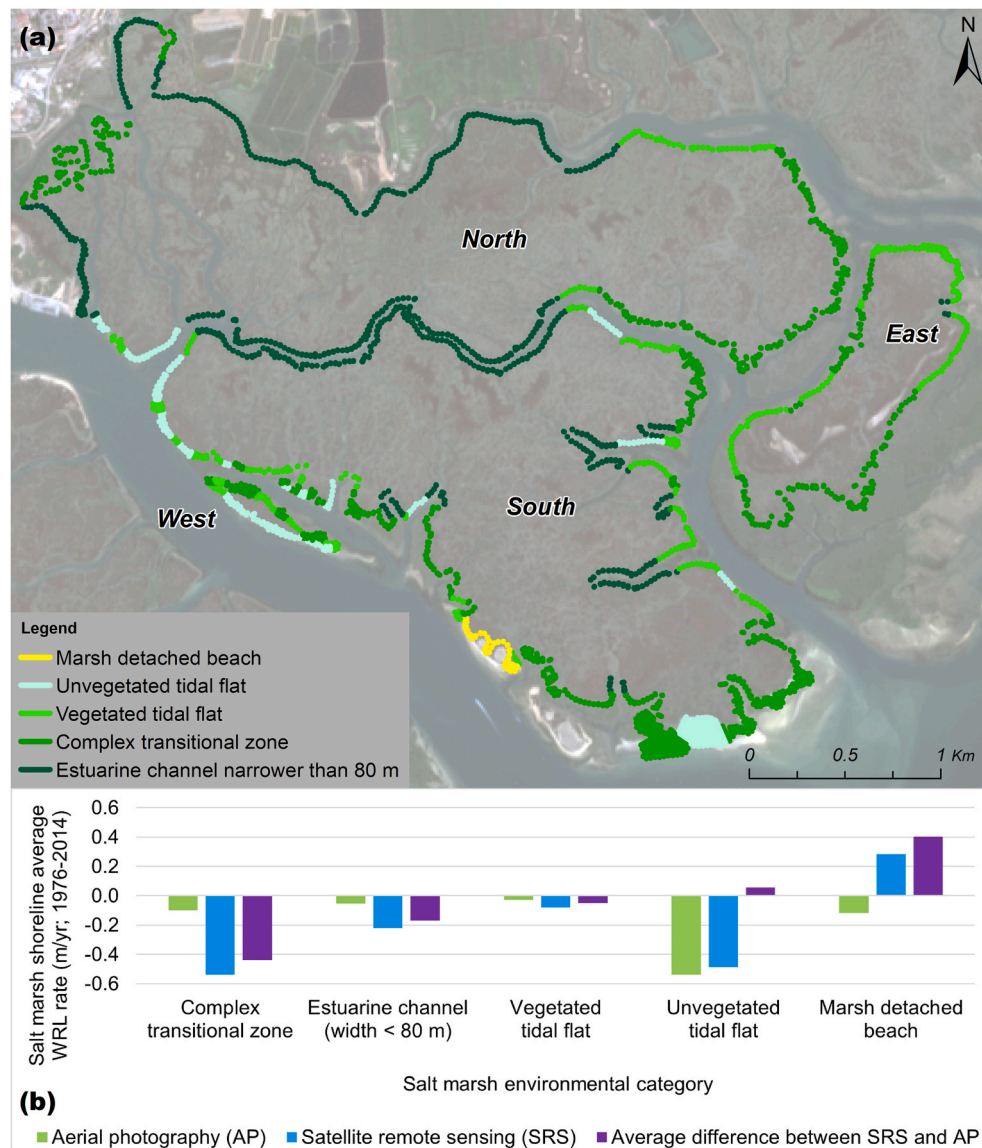 (a)
N
North
East
South
West
Legend
Marsh detached beach
Unvegetated tidal flat
Vegetated tidal flat
Complex transitional zone
Estuarine channel narrower than 80 m
0 0.5 1 Km
Salt marsh shoreline average
WRL rate (m/yr; 1976-2014)
0.6
0.4
0.2
0.0
-0.2
-0.4
-0.6
Complex
transitional zone
Estuarine channel
(width < 80 m)
Vegetated
tidal flat
Unvegetated
tidal flat
Marsh detached
beach
Salt marsh environmental category
(b)
Aerial photography (AP) Satellite remote sensing (SRS) Average difference between SRS and AP